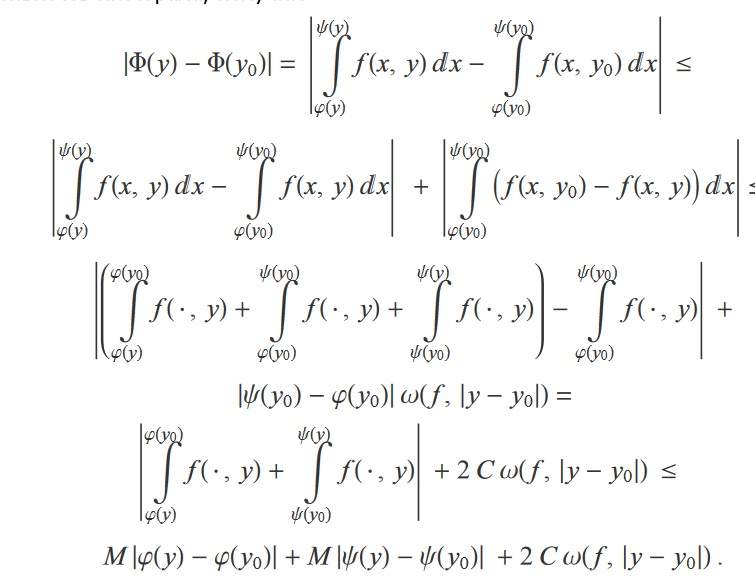 |Φ(y) − Φ(y₀)| = | ∫_{φ(y)}^{ψ(y)} f(x, y) dx − ∫_{φ(y₀)}^{ψ(y₀)} f(x, y₀) dx | ≤
| ∫_{φ(y)}^{ψ(y)} f(x, y) dx − ∫_{φ(y₀)}^{ψ(y₀)} f(x, y) dx | + | ∫_{φ(y₀)}^{ψ(y₀)} (f(x, y₀) − f(x, y)) dx | ≤
| ( ∫_{φ(y)}^{φ(y₀)} f(·, y) + ∫_{φ(y₀)}^{ψ(y₀)} f(·, y) + ∫_{ψ(y₀)}^{ψ(y)} f(·, y) ) − ∫_{φ(y₀)}^{ψ(y₀)} f(·, y) | +
|ψ(y₀) − φ(y₀)| ω(f, |y − y₀|) =
| ∫_{φ(y)}^{φ(y₀)} f(·, y) + ∫_{ψ(y₀)}^{ψ(y)} f(·, y) | + 2 C ω(f, |y − y₀|) ≤
M |φ(y) − φ(y₀)| + M |ψ(y) − ψ(y₀)| + 2 C ω(f, |y − y₀|) .